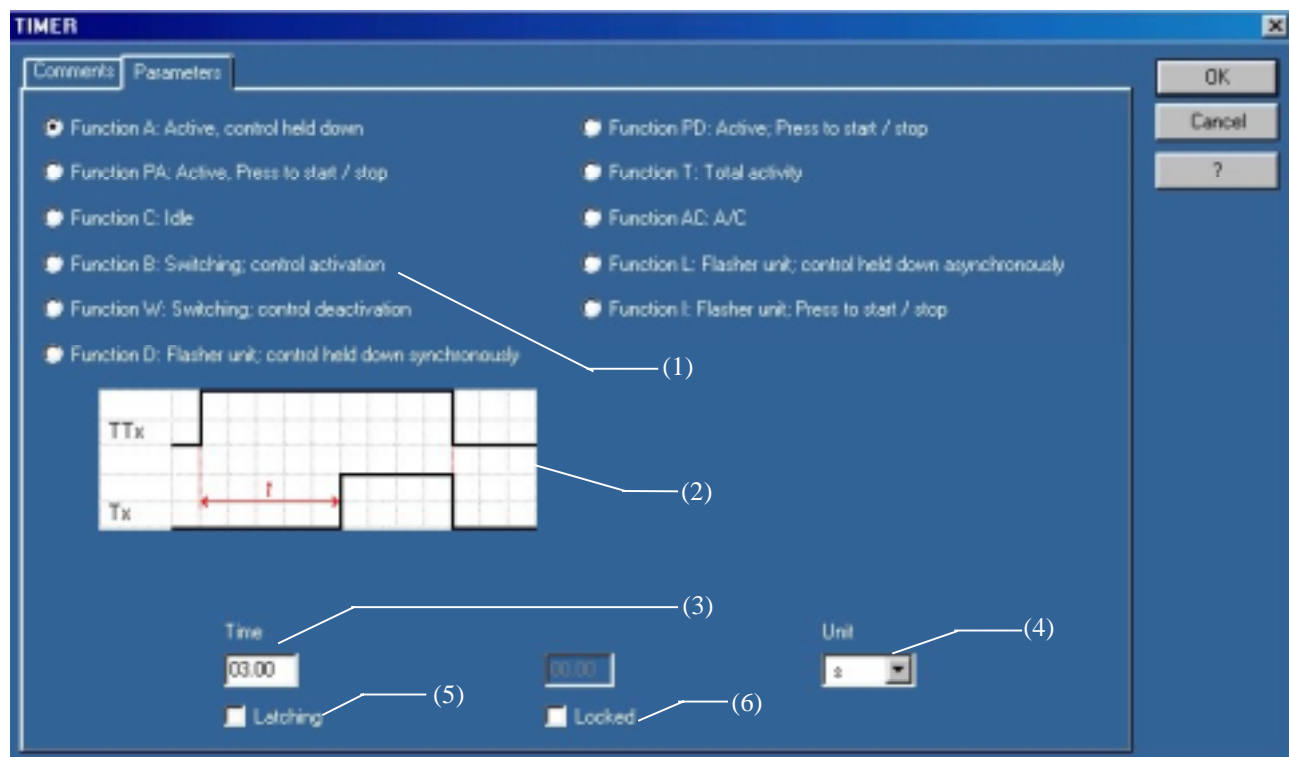 TIMER
Comments Parameters
OK
Cancel
?
Function A: Active, control held down
Function PA: Active, Press to start / stop
Function C: Idle
Function B: Switching; control activation
Function W: Switching; control deactivation
Function D: Flasher unit; control held down synchronously
Function PD: Active; Press to start / stop
Function T: Total activity
Function AC: A/C
Function L: Flasher unit; control held down asynchronously
Function I: Flasher unit; Press to start / stop
(1)
TTx
t
Tx
(2)
(3)
Time
Unit
(4)
03.00
00.00
s
Latching
(5)
Locked
(6)